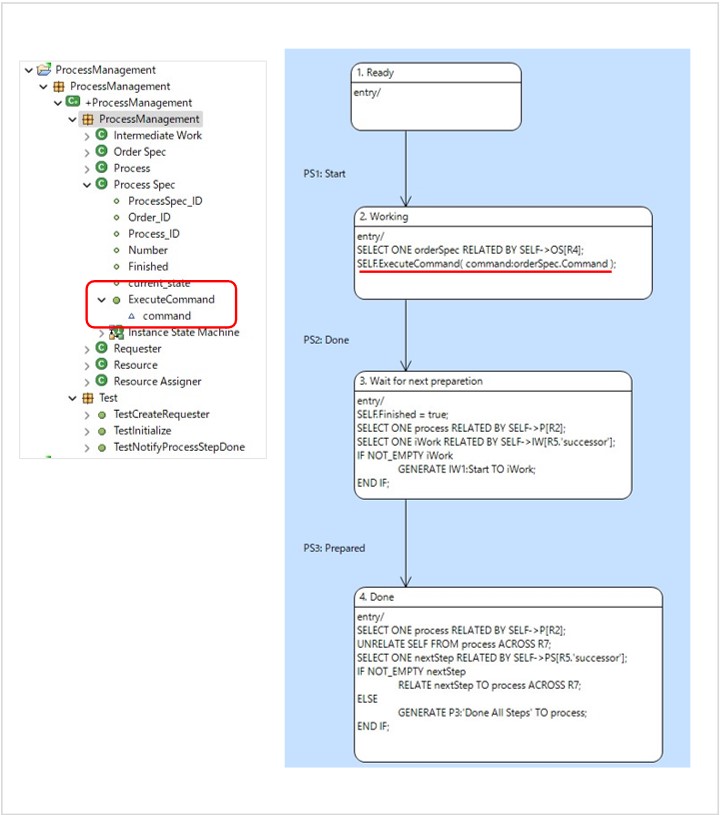 ProcessManagement
ProcessManagement
+ProcessManagement
ProcessManagement
Intermediate Work
Order Spec
Process
Process Spec
ProcessSpec_ID
Order_ID
Process_ID
Number
Finished
current_state
ExecuteCommand
command
Instance State Machine
Requester
Resource
Resource Assigner
Test
TestCreateRequester
TestInitialize
TestNotifyProcessStepDone
1. Ready
entry/
PS1: Start
2. Working
entry/
SELECT ONE orderSpec RELATED BY SELF->OS[R4];
SELF.ExecuteCommand( command:orderSpec.Command );
PS2: Done
3. Wait for next preparetion
entry/
SELF.Finished = true;
SELECT ONE process RELATED BY SELF->P[R2];
SELECT ONE iWork RELATED BY SELF->IW[R5.'successor'];
IF NOT_EMPTY iWork
GENERATE IW1:Start TO iWork;
END IF;
PS3: Prepared
4. Done
entry/
SELECT ONE process RELATED BY SELF->P[R2];
UNRELATE SELF FROM process ACROSS R7;
SELECT ONE nextStep RELATED BY SELF->PS[R5.'successor'];
IF NOT_EMPTY nextStep
RELATE nextStep TO process ACROSS R7;
ELSE
GENERATE P3:'Done All Steps' TO process;
END IF;